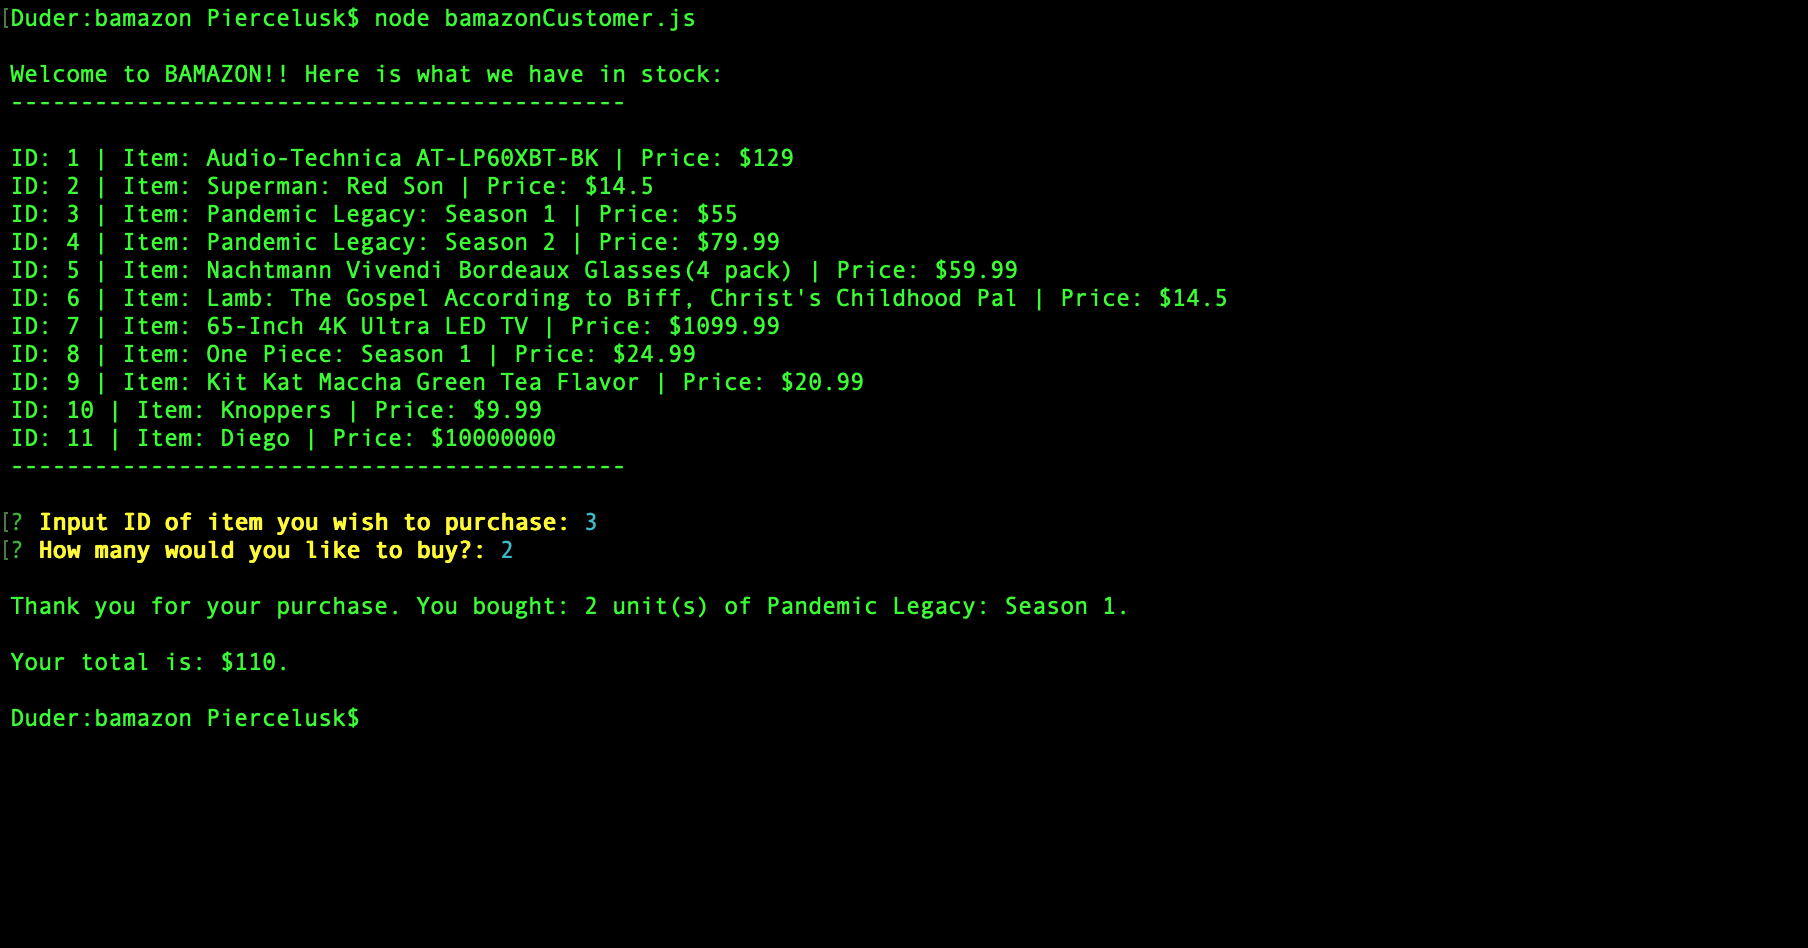 [Duder:bamazon Piercelusk$ node bamazonCustomer.js
Welcome to BAMAZON!! Here is what we have in stock:
--------------------------------------------
ID: 1 | Item: Audio-Technica AT-LP60XBT-BK | Price: $129
ID: 2 | Item: Superman: Red Son | Price: $14.5
ID: 3 | Item: Pandemic Legacy: Season 1 | Price: $55
ID: 4 | Item: Pandemic Legacy: Season 2 | Price: $79.99
ID: 5 | Item: Nachtmann Vivendi Bordeaux Glasses(4 pack) | Price: $59.99
ID: 6 | Item: Lamb: The Gospel According to Biff, Christ's Childhood Pal | Price: $14.5
ID: 7 | Item: 65-Inch 4K Ultra LED TV | Price: $1099.99
ID: 8 | Item: One Piece: Season 1 | Price: $24.99
ID: 9 | Item: Kit Kat Maccha Green Tea Flavor | Price: $20.99
ID: 10 | Item: Knoppers | Price: $9.99
ID: 11 | Item: Diego | Price: $10000000
--------------------------------------------
[? Input ID of item you wish to purchase: 3
[? How many would you like to buy?: 2
Thank you for your purchase. You bought: 2 unit(s) of Pandemic Legacy: Season 1.
Your total is: $110.
Duder:bamazon Piercelusk$